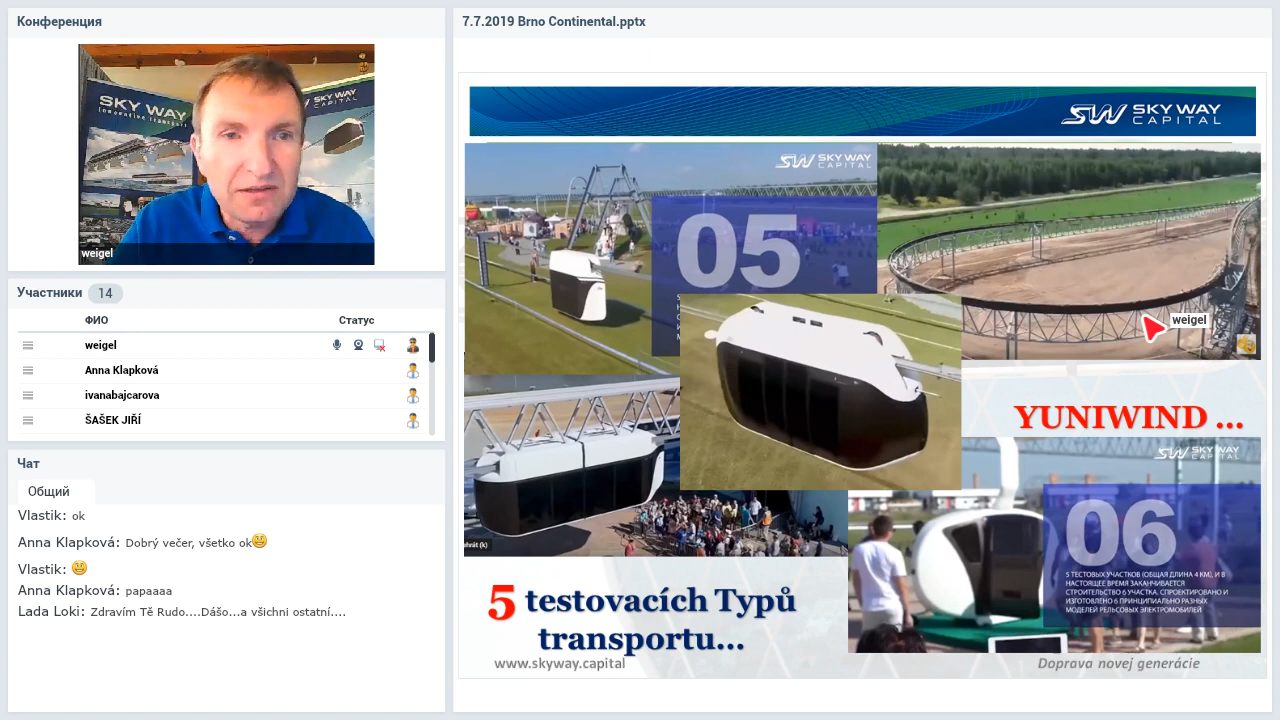 Конференция
SKY WAY
CAPITAL
SKY WAY
CAPITAL
weigel
Участники 14
ФИО Статус
weigel
Anna Klapková
ivanabajcarova
ŠAŠEK JIŘÍ
Чат
Общий
Vlastik: ok
Anna Klapková: Dobrý večer, všetko ok
Vlastik:
Anna Klapková: papaaaa
Lada Loki: Zdravím Tě Rudo....Dášo...a všichni ostatní....
7.7.2019 Brno Continental.pptx
SW SKY WAY
CAPITAL
SW SKY WAY
CAPITAL
05
weigel
YUNIWIND ...
SW SKY WAY
CAPITAL
06
5 ТЕСТОВЫХ УЧАСТКОВ (ОБЩАЯ ДЛИНА 4 КМ), И В
НАСТОЯЩЕЕ ВРЕМЯ ЗАКАНЧИВАЕТСЯ
СТРОИТЕЛЬСТВО 6 УЧАСТКА. СПРОЕКТИРОВАНО И
ИЗГОТОВЛЕНО 6 ПРИНЦИПИАЛЬНО РАЗНЫХ
МОДЕЛЕЙ РЕЛЬСОВЫХ ЭЛЕКТРОМОБИЛЕЙ
5 testovacích Typů
transportu...
www.skyway.capital
Doprava novej generácie